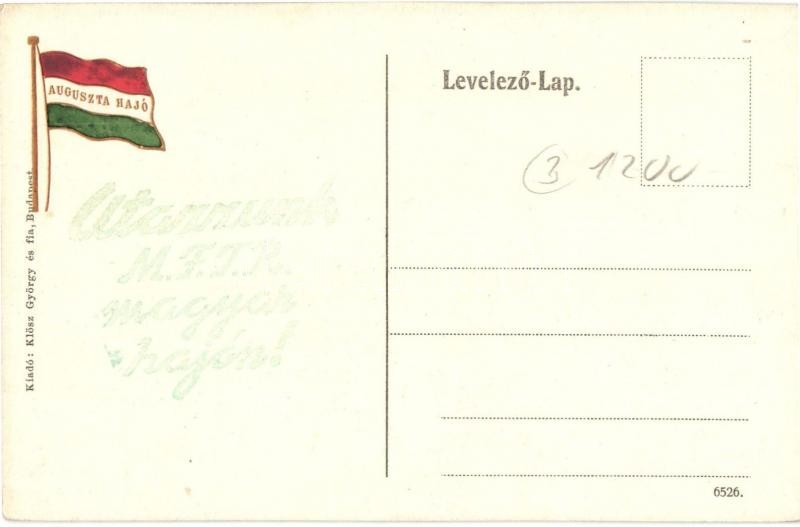 AUGUSZTA HAJÓ
Kiadó: Klösz György és fia, Budapest.
Utazzunk
M.F.T.R.
magyar
hajón!
Levelező-Lap.
3 1200
6526.